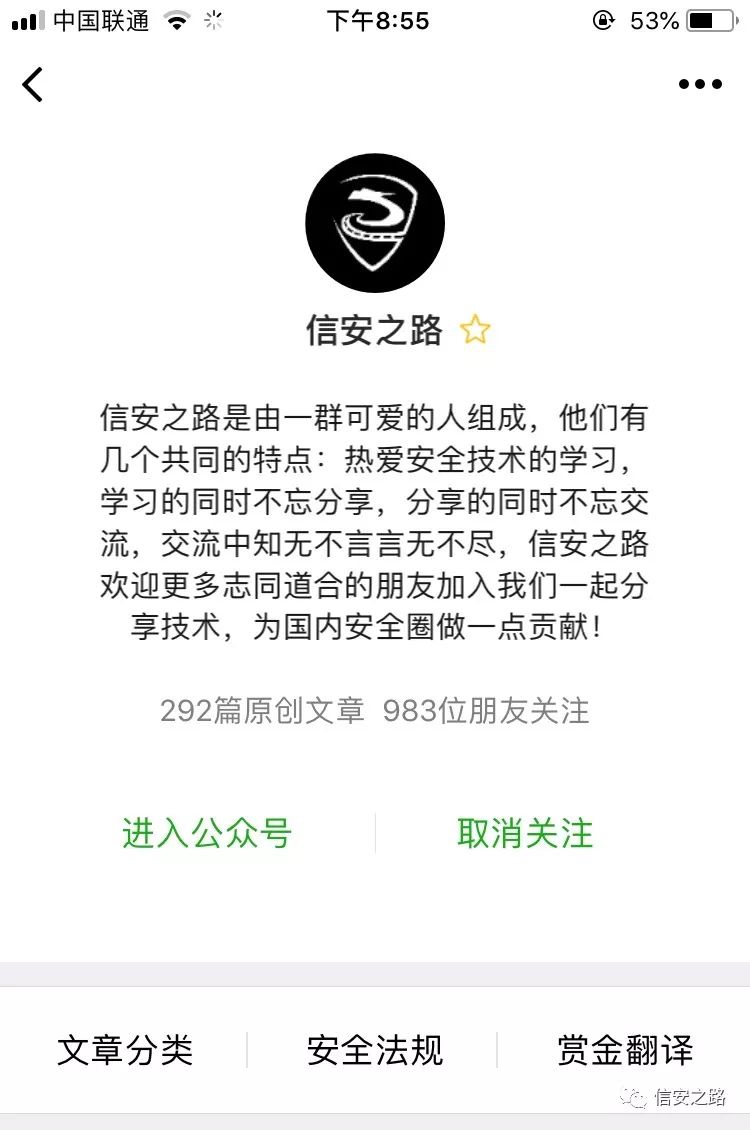 中国联通 下午8:55 53%
信安之路
信安之路是由一群可爱的人组成，他们有
几个共同的特点：热爱安全技术的学习，
学习的同时不忘分享，分享的同时不忘交
流，交流中知无不言言无不尽，信安之路
欢迎更多志同道合的朋友加入我们一起分
享技术，为国内安全圈做一点贡献！
292篇原创文章 983位朋友关注
进入公众号 取消关注
文章分类 安全法规 赏金翻译
信安之路